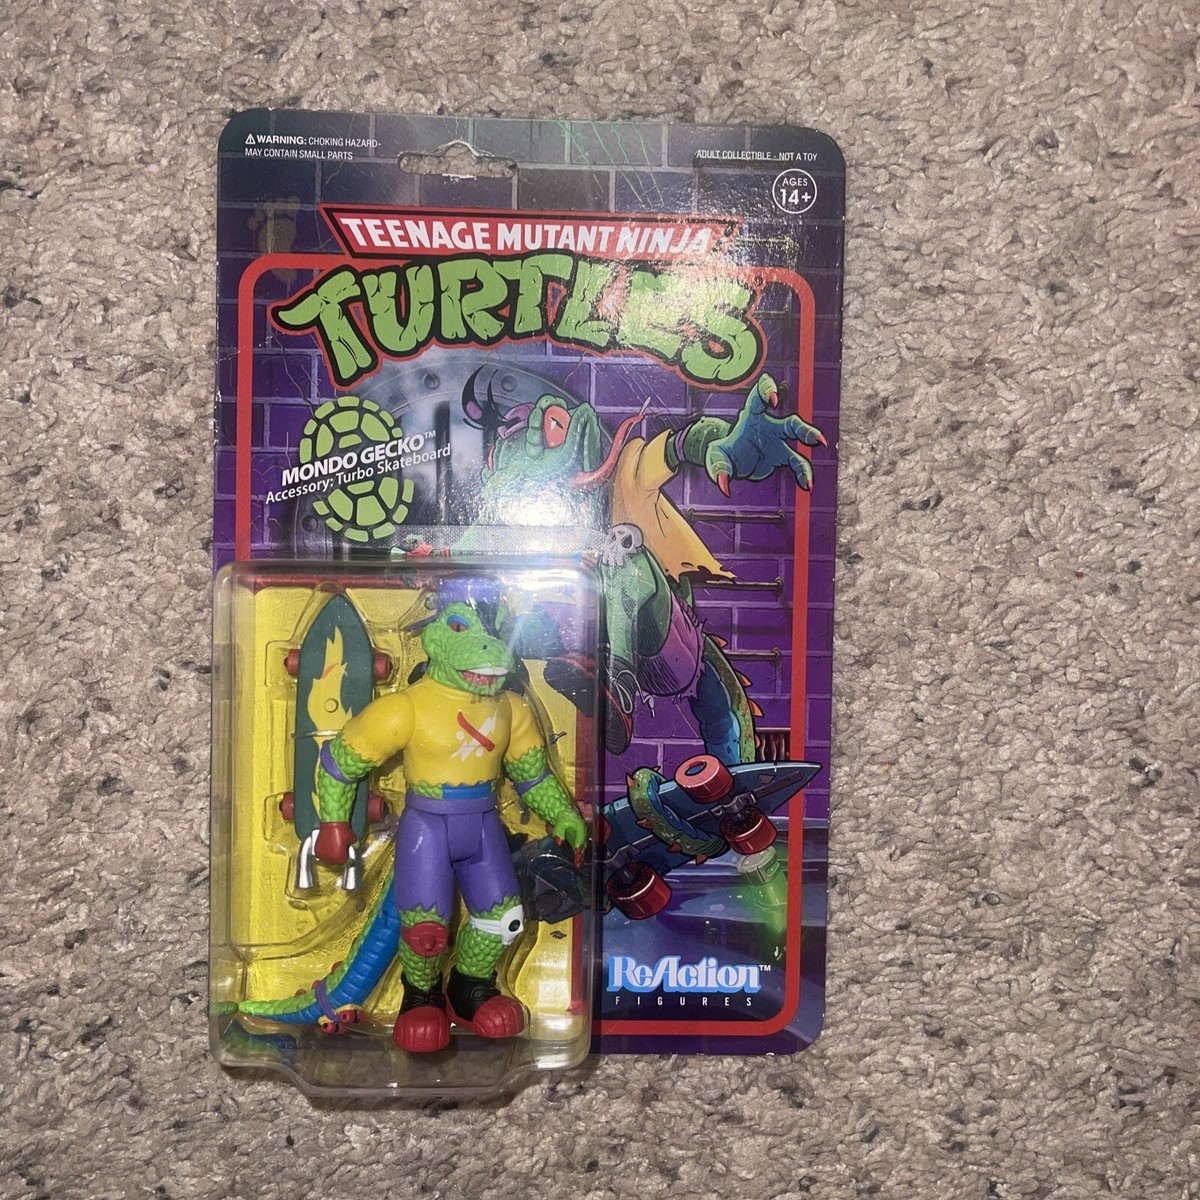 ⚠ WARNING: CHOKING HAZARD-
MAY CONTAIN SMALL PARTS
ADULT COLLECTIBLE - NOT A TOY
AGES
14+
TEENAGE MUTANT NINJA
TURTLES
MONDO GECKO™
Accessory: Turbo Skateboard
ReAction™
FIGURES